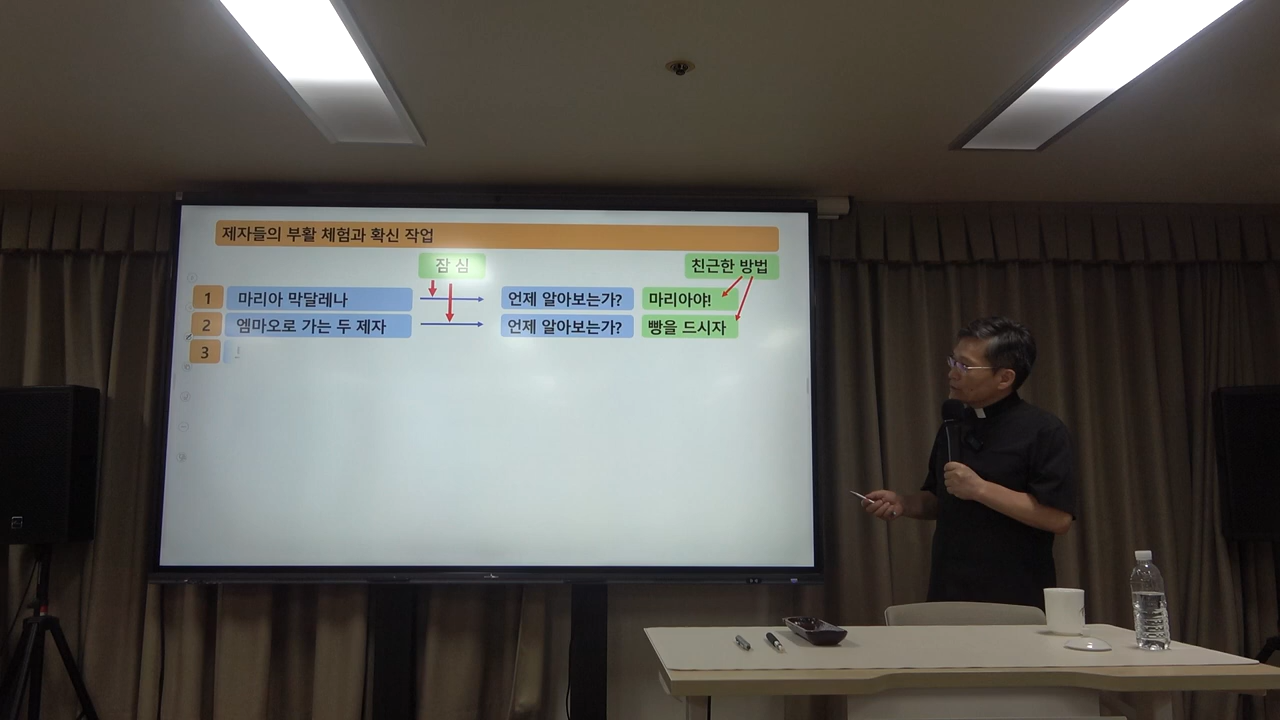 제자들의 부활 체험과 확신 작업
잠 심 친근한 방법
1 마리아 막달레나 언제 알아보는가? 마리아야!
2 엠마오로 가는 두 제자 언제 알아보는가? 빵을 드시자
3